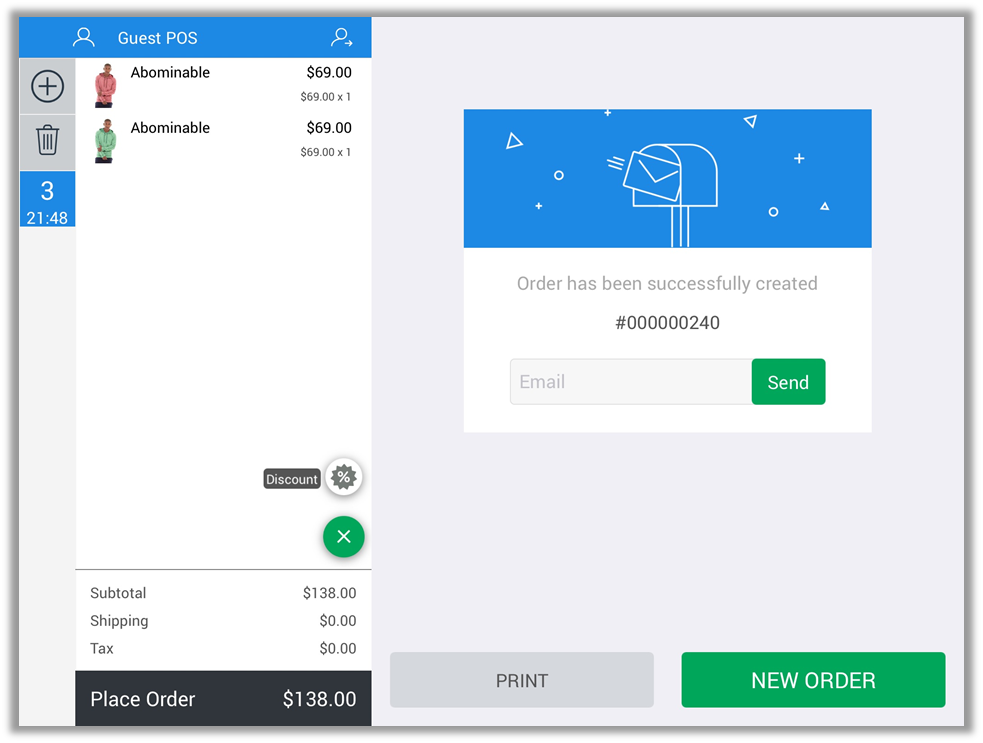 Guest POS
Abominable $69.00
$69.00 x 1
Abominable $69.00
$69.00 x 1
3
21:48
Discount
%
Subtotal $138.00
Shipping $0.00
Tax $0.00
Place Order $138.00
Order has been successfully created
#000000240
Email
Send
PRINT
NEW ORDER